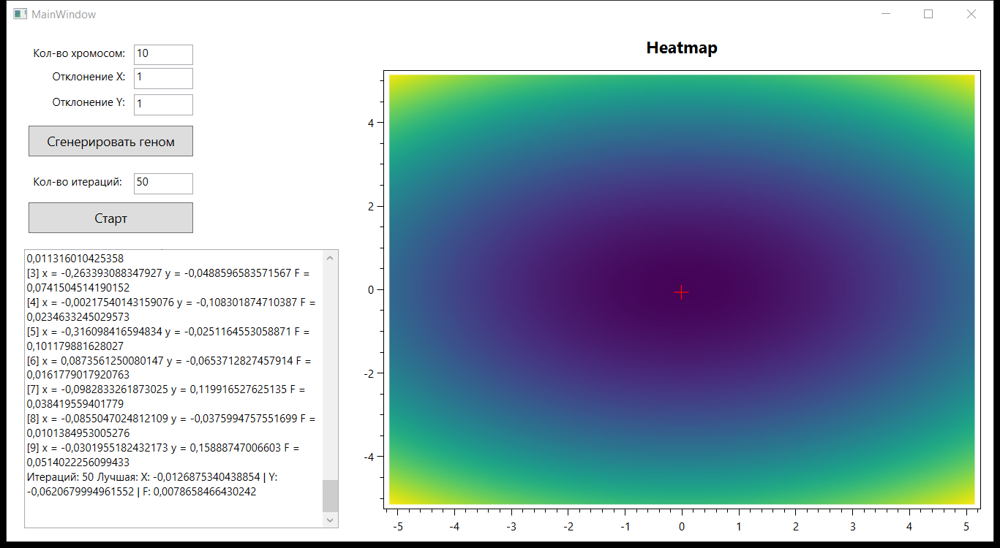 MainWindow
Кол-во хромосом: 10
Отклонение X: 1
Отклонение Y: 1
Сгенерировать геном
Кол-во итераций: 50
Старт
0,011316010425358
[3] x = -0,263393088347927 y = -0,0488596583571567 F =
0,0741504514190152
[4] x = -0,00217540143159076 y = -0,108301874710387 F =
0,0234633245029573
[5] x = -0,316098416594834 y = -0,0251164553058871 F =
0,101179881628027
[6] x = 0,0873561250080147 y = -0,0653712827457914 F =
0,0161779017920763
[7] x = -0,0982833261873025 y = 0,119916527625135 F =
0,038419559401779
[8] x = -0,0855047024812109 y = -0,0375994757551699 F =
0,0101384953005276
[9] x = -0,0301955182432173 y = 0,15888747006603 F =
0,0514022256099433
Итераций: 50 Лучшая: X: -0,0126875340438854 | Y:
-0,0620679994961552 | F: 0,0078658466430242
Heatmap
4
2
0
-2
-4
-5 -4 -3 -2 -1 0 1 2 3 4 5